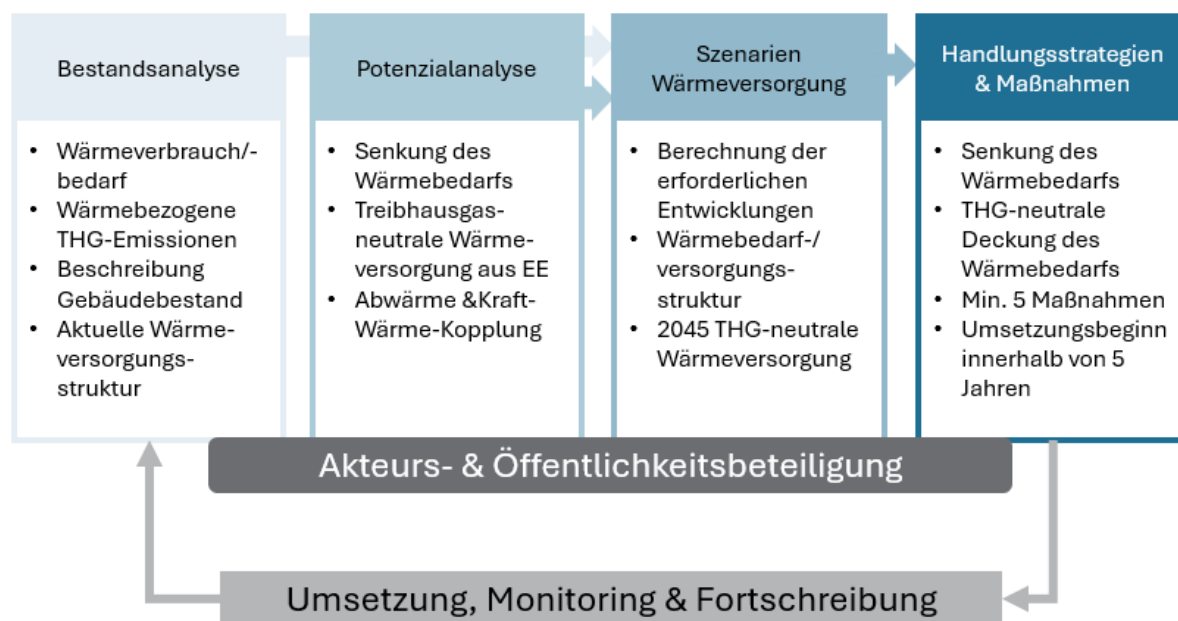 Bestandsanalyse
• Wärmeverbrauch/-
bedarf
• Wärmebezogene
THG-Emissionen
• Beschreibung
Gebäudebestand
• Aktuelle Wärme-
versorgungs-
struktur
Potenzialanalyse
• Senkung des
Wärmebedarfs
• Treibhausgas-
neutrale Wärme-
versorgung aus EE
• Abwärme &Kraft-
Wärme-Kopplung
Szenarien
Wärmeversorgung
• Berechnung der
erforderlichen
Entwicklungen
• Wärmebedarf-/
versorgungs-
struktur
• 2045 THG-neutrale
Wärmeversorgung
Handlungsstrategien
& Maßnahmen
• Senkung des
Wärmebedarfs
• THG-neutrale
Deckung des
Wärmebedarfs
• Min. 5 Maßnahmen
• Umsetzungsbeginn
innerhalb von 5
Jahren
Akteurs- & Öffentlichkeitsbeteiligung
Umsetzung, Monitoring & Fortschreibung